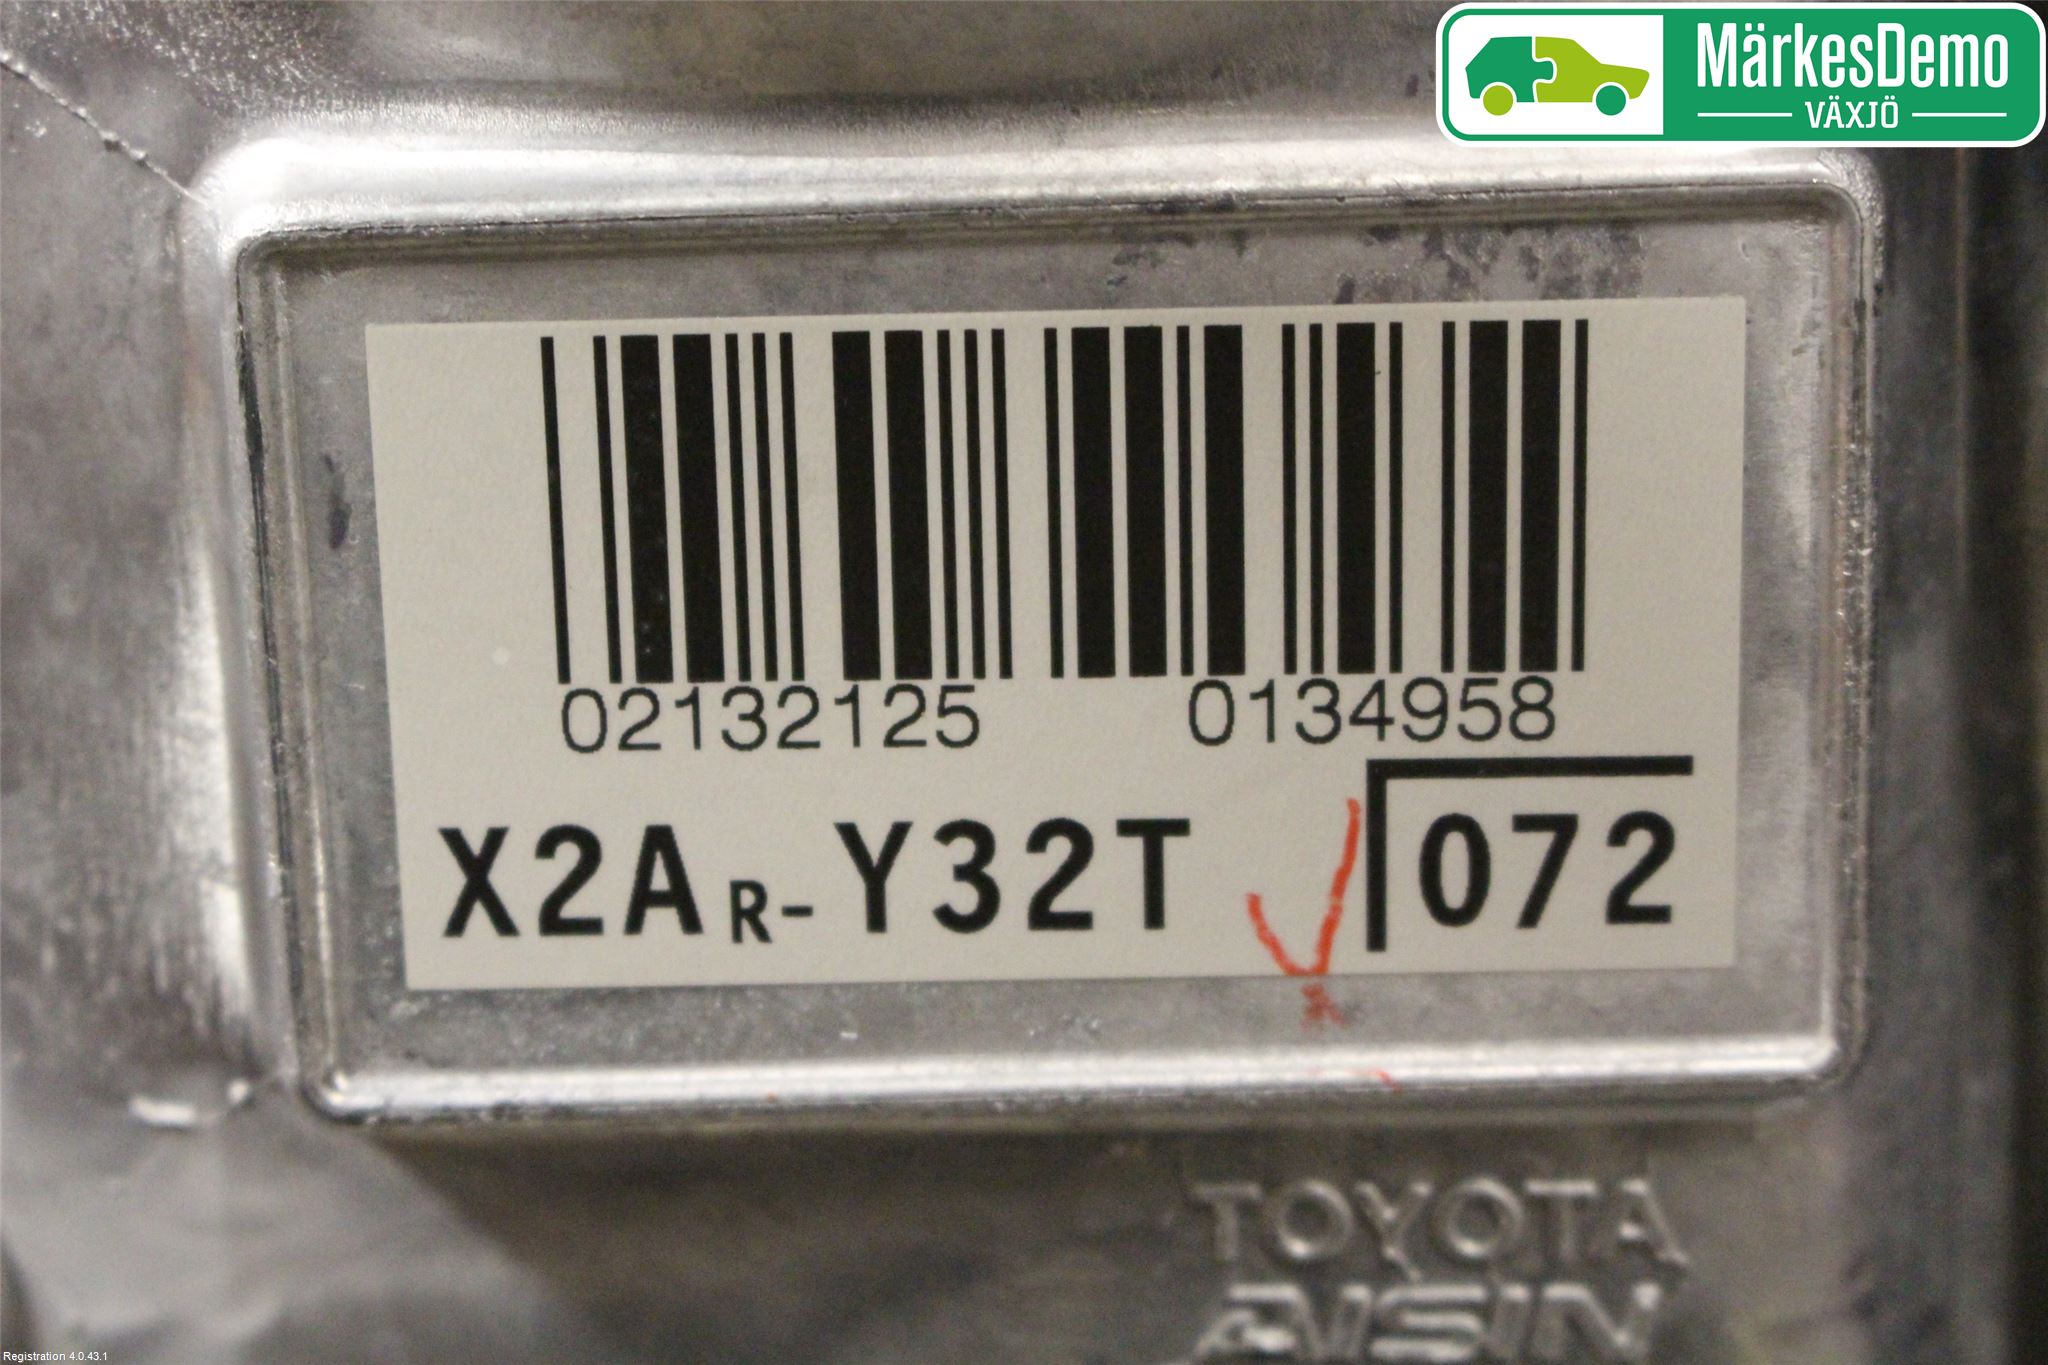 MärkesDemo
VÄXJÖ
02132125 0134958
X2AR-Y32T 072
TOYOTA
AISIN
Registration 4.0.43.1